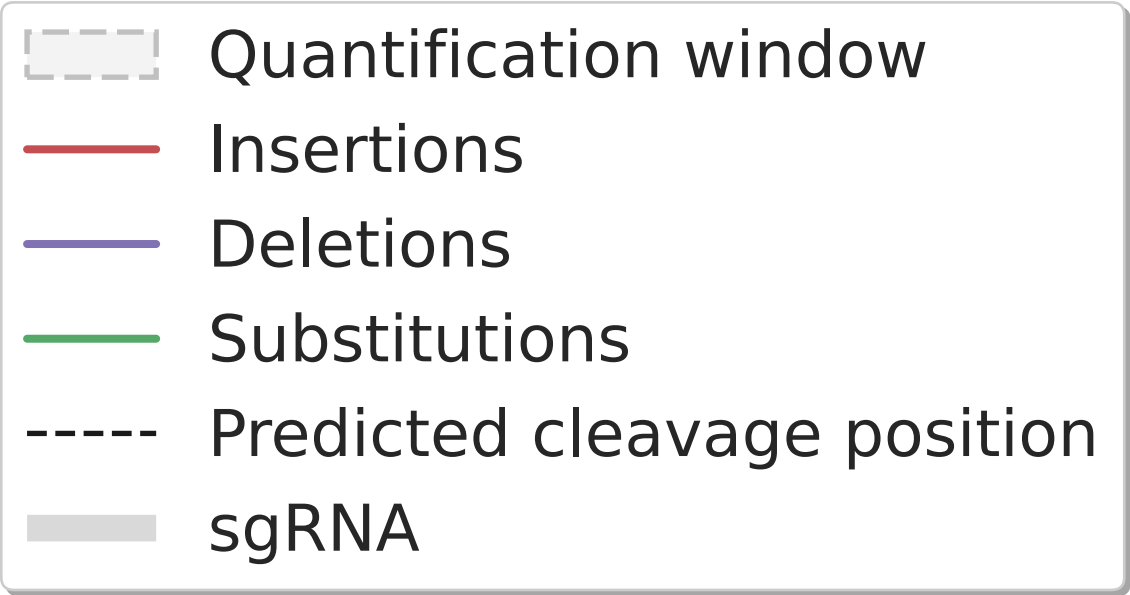 Quantification window
Insertions
Deletions
Substitutions
Predicted cleavage position
sgRNA